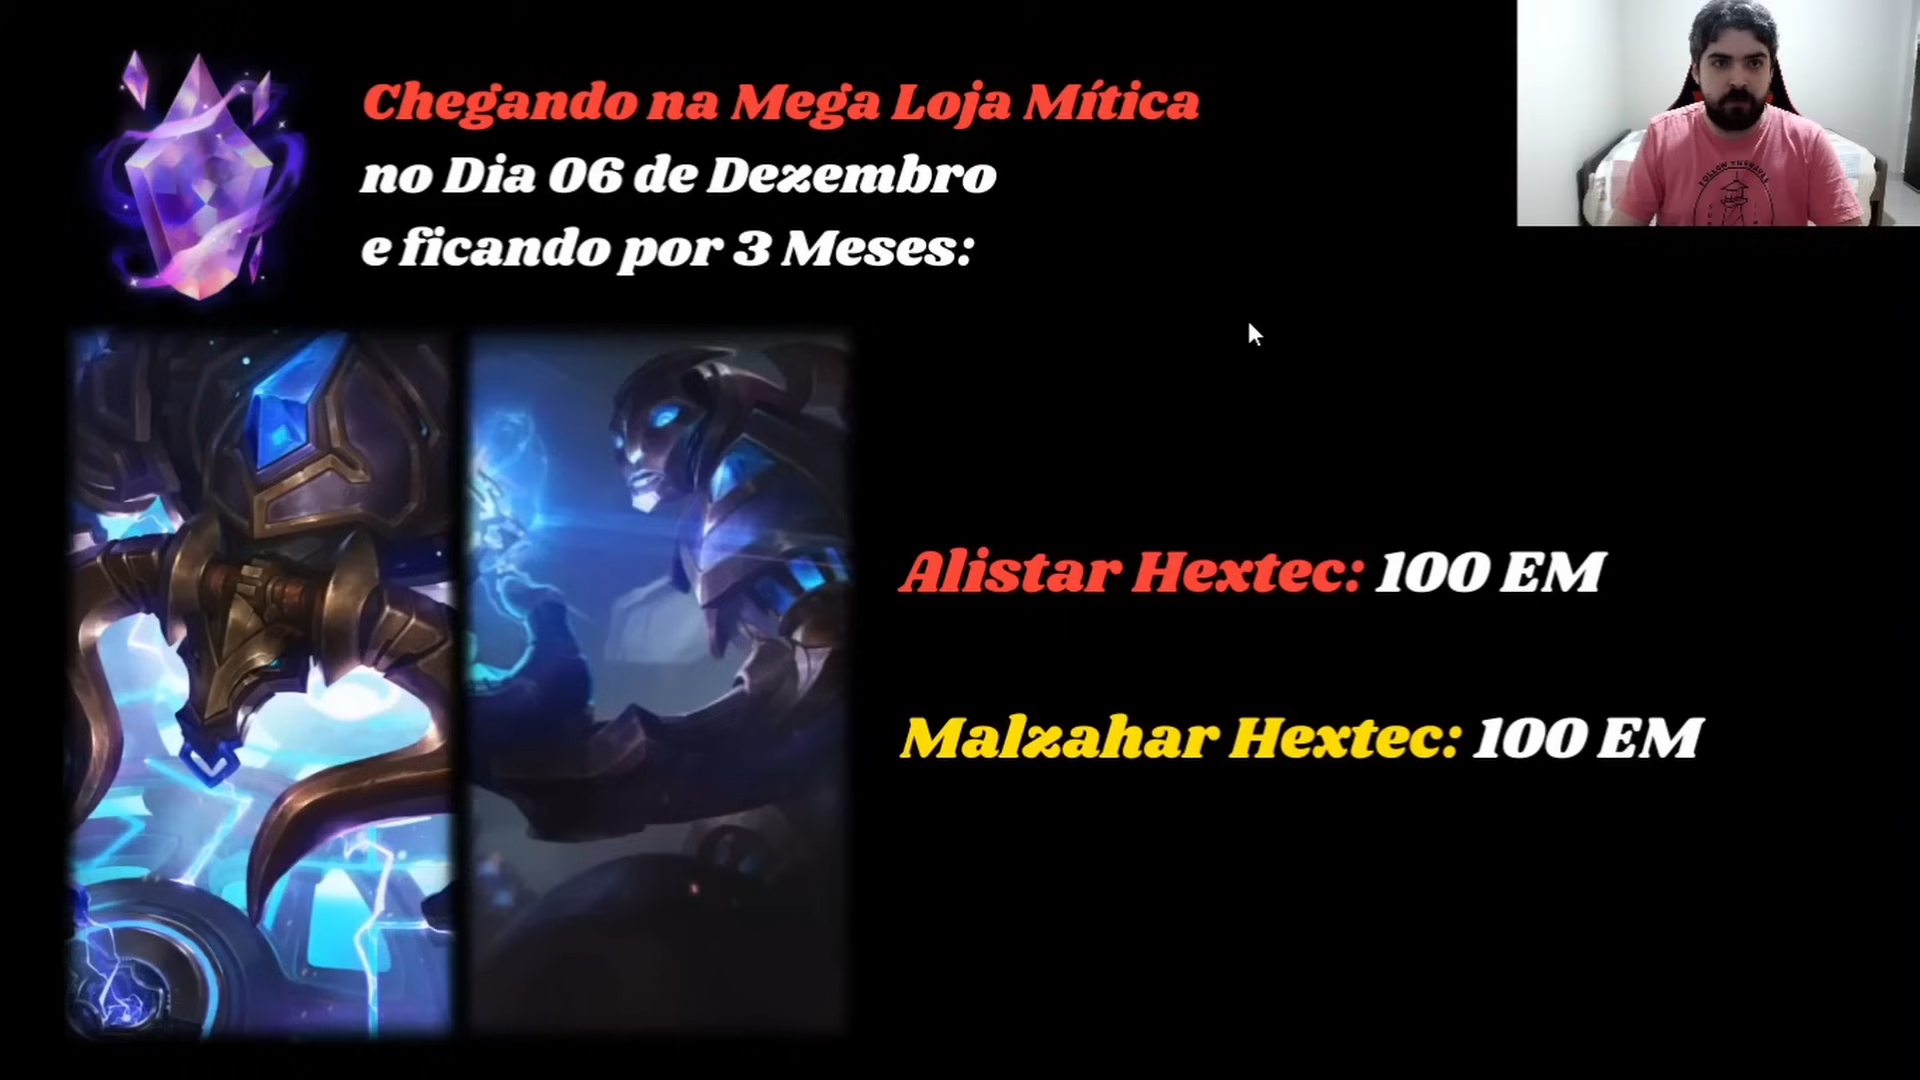 Chegando na Mega Loja Mítica
no Dia 06 de Dezembro
e ficando por 3 Meses:
Alistar Hextec: 100 EM
Malzahar Hextec: 100 EM